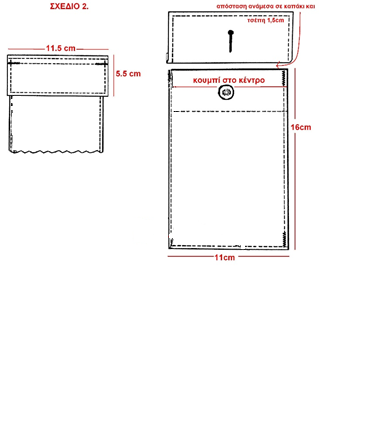 ΣΧΕΔΙΟ 2.
απόσταση ανάμεσα σε καπάκι και
τσέπη 1,5cm
11.5 cm
5.5 cm
κουμπί στο κέντρο
16cm
11cm